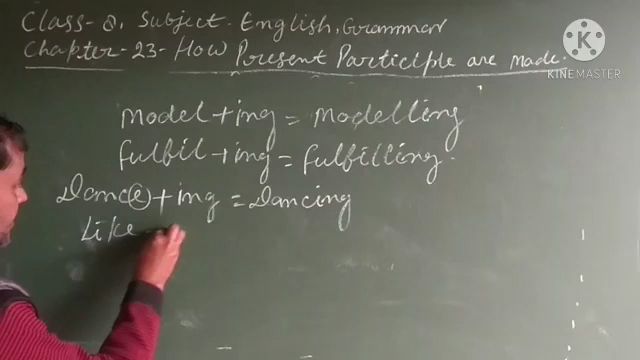 Class-8, Subject-English, Grammar
Chapter-23-How Present Participle are made.
KINEMASTER
model+ing=modelling
fulfil+ing=fulfilling.
Dance+ing=Dancing
Like